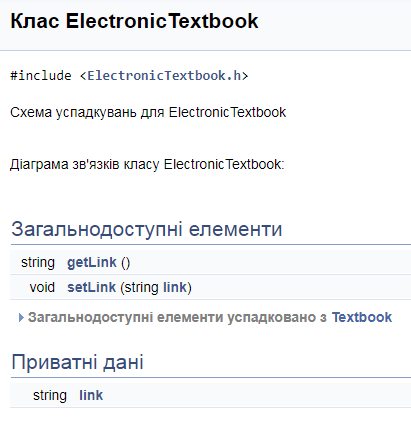 Клас ElectronicTextbook
#include <ElectronicTextbook.h>
Схема успадкувань для ElectronicTextbook
Діаграма зв'язків класу ElectronicTextbook:
Загальнодоступні елементи
string getLink ()
void setLink (string link)
Загальнодоступні елементи успадковано з Textbook
Приватні дані
string link